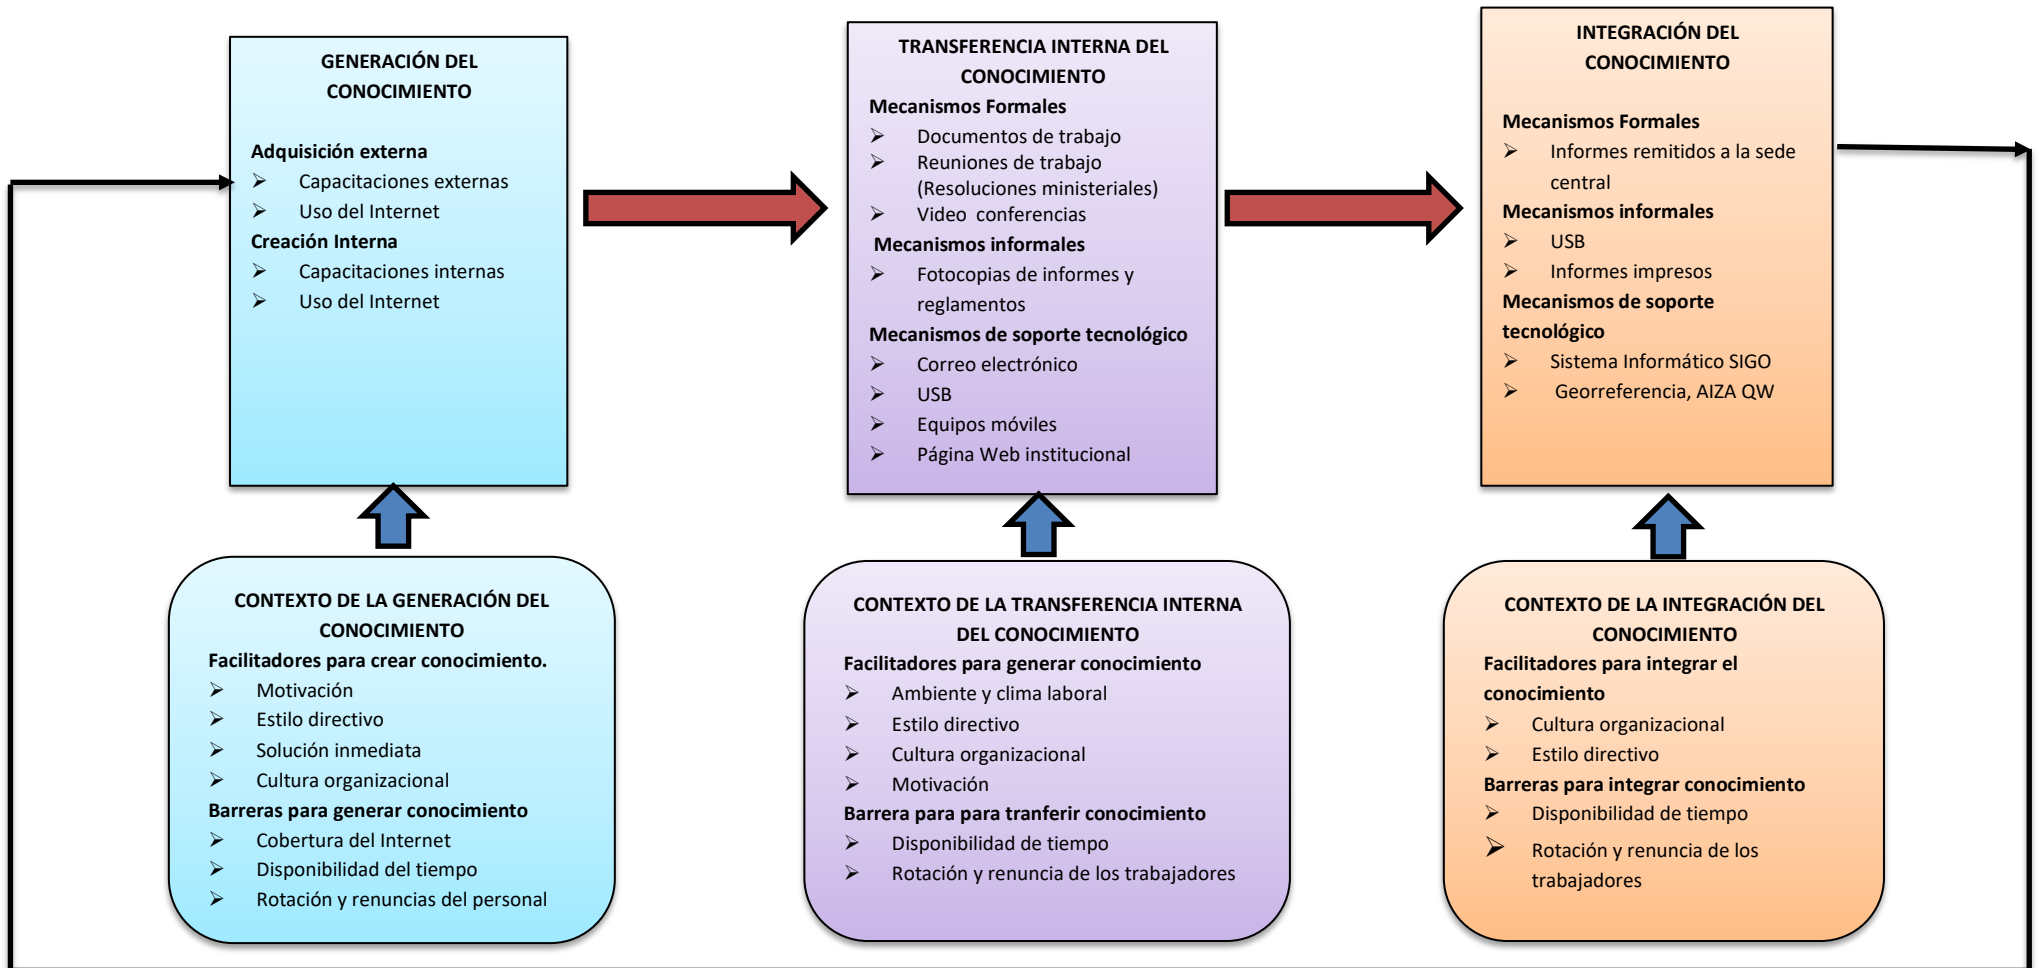 GENERACIÓN DEL
CONOCIMIENTO
Adquisición externa
➢ Capacitaciones externas
➢ Uso del Internet
Creación Interna
➢ Capacitaciones internas
➢ Uso del Internet
TRANSFERENCIA INTERNA DEL
CONOCIMIENTO
Mecanismos Formales
➢ Documentos de trabajo
➢ Reuniones de trabajo
(Resoluciones ministeriales)
➢ Video conferencias
Mecanismos informales
➢ Fotocopias de informes y
reglamentos
Mecanismos de soporte tecnológico
➢ Correo electrónico
➢ USB
➢ Equipos móviles
➢ Página Web institucional
INTEGRACIÓN DEL
CONOCIMIENTO
Mecanismos Formales
➢ Informes remitidos a la sede
central
Mecanismos informales
➢ USB
➢ Informes impresos
Mecanismos de soporte
tecnológico
➢ Sistema Informático SIGO
➢ Georreferencia, AIZA QW
CONTEXTO DE LA GENERACIÓN DEL
CONOCIMIENTO
Facilitadores para crear conocimiento.
➢ Motivación
➢ Estilo directivo
➢ Solución inmediata
➢ Cultura organizacional
Barreras para generar conocimiento
➢ Cobertura del Internet
➢ Disponibilidad del tiempo
➢ Rotación y renuncias del personal
CONTEXTO DE LA TRANSFERENCIA INTERNA
DEL CONOCIMIENTO
Facilitadores para generar conocimiento
➢ Ambiente y clima laboral
➢ Estilo directivo
➢ Cultura organizacional
➢ Motivación
Barrera para para tranferir conocimiento
➢ Disponibilidad de tiempo
➢ Rotación y renuncia de los trabajadores
CONTEXTO DE LA INTEGRACIÓN DEL
CONOCIMIENTO
Facilitadores para integrar el
conocimiento
➢ Cultura organizacional
➢ Estilo directivo
Barreras para integrar conocimiento
➢ Disponibilidad de tiempo
➢ Rotación y renuncia de los
trabajadores